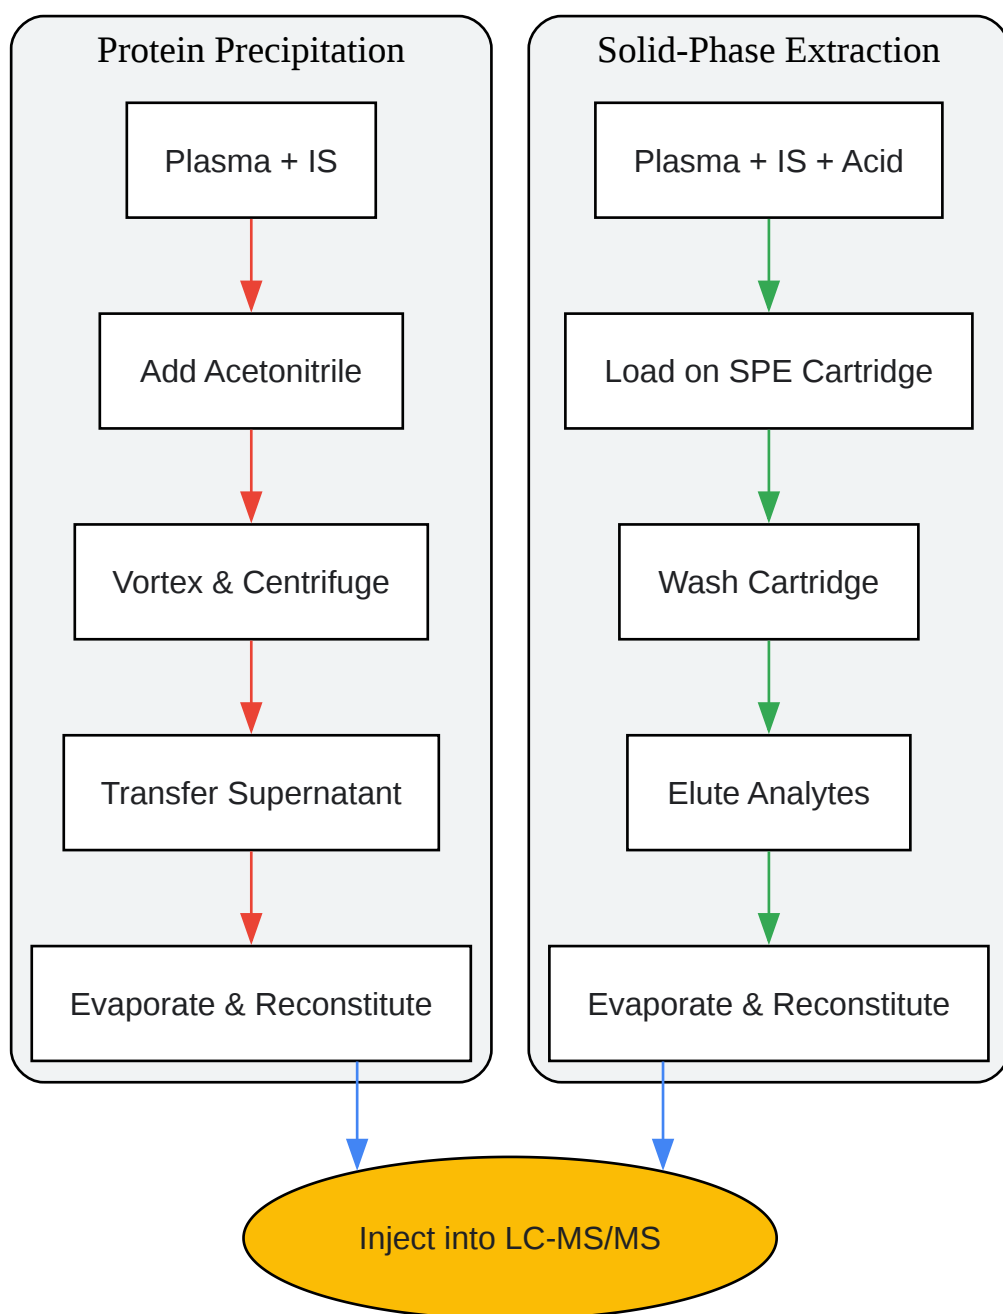 Protein Precipitation
Plasma + IS
Add Acetonitrile
Vortex & Centrifuge
Transfer Supernatant
Evaporate & Reconstitute
Solid-Phase Extraction
Plasma + IS + Acid
Load on SPE Cartridge
Wash Cartridge
Elute Analytes
Evaporate & Reconstitute
Inject into LC-MS/MS